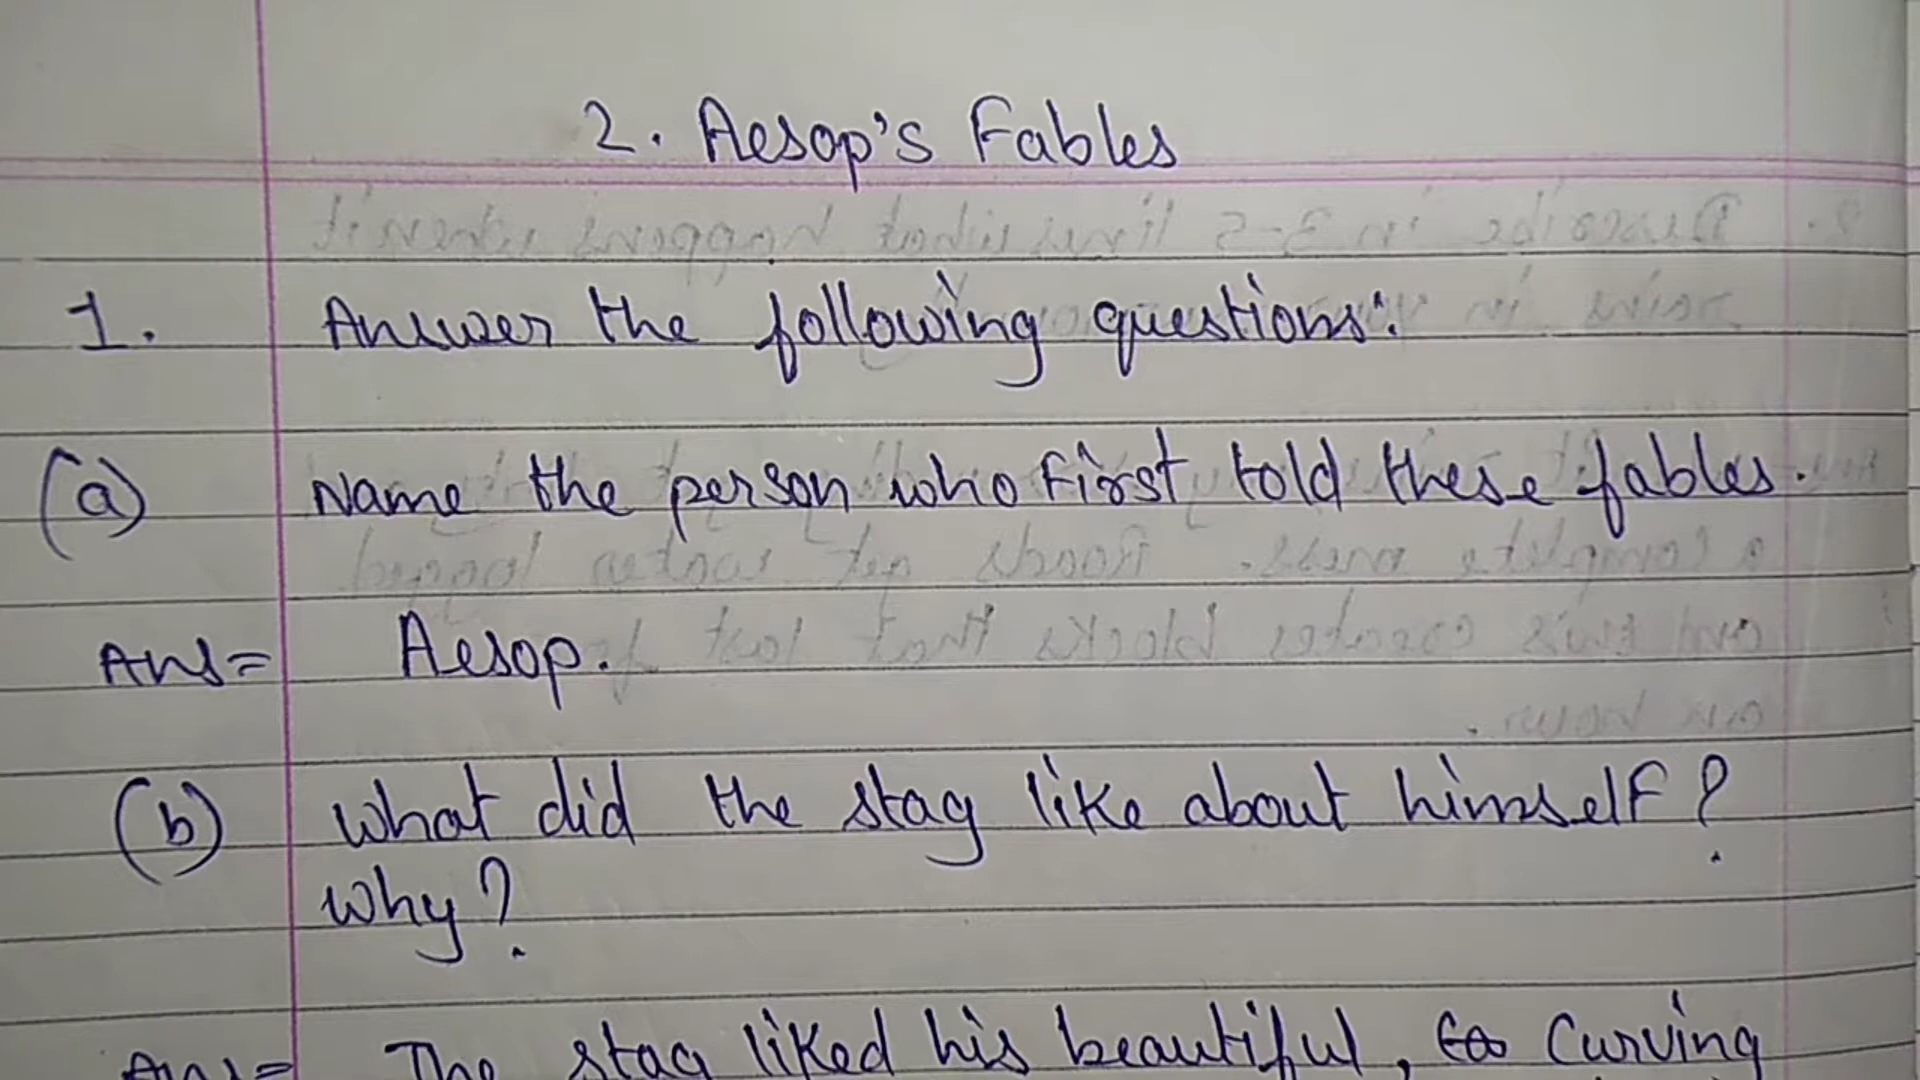 2. Aesop's Fables
1. Answer the following questions:
(a) Name the person who first told these fables.
Ans= Aesop.
(b) What did the stag like about himself?
Why?
Ans= The stag liked his beautiful, Curving